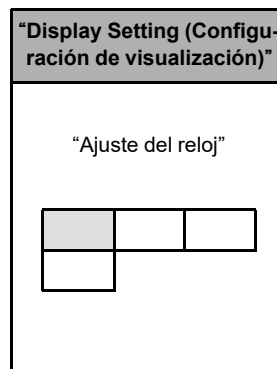 “Display Setting (Configu-
ración de visualización)”
“Ajuste del reloj”